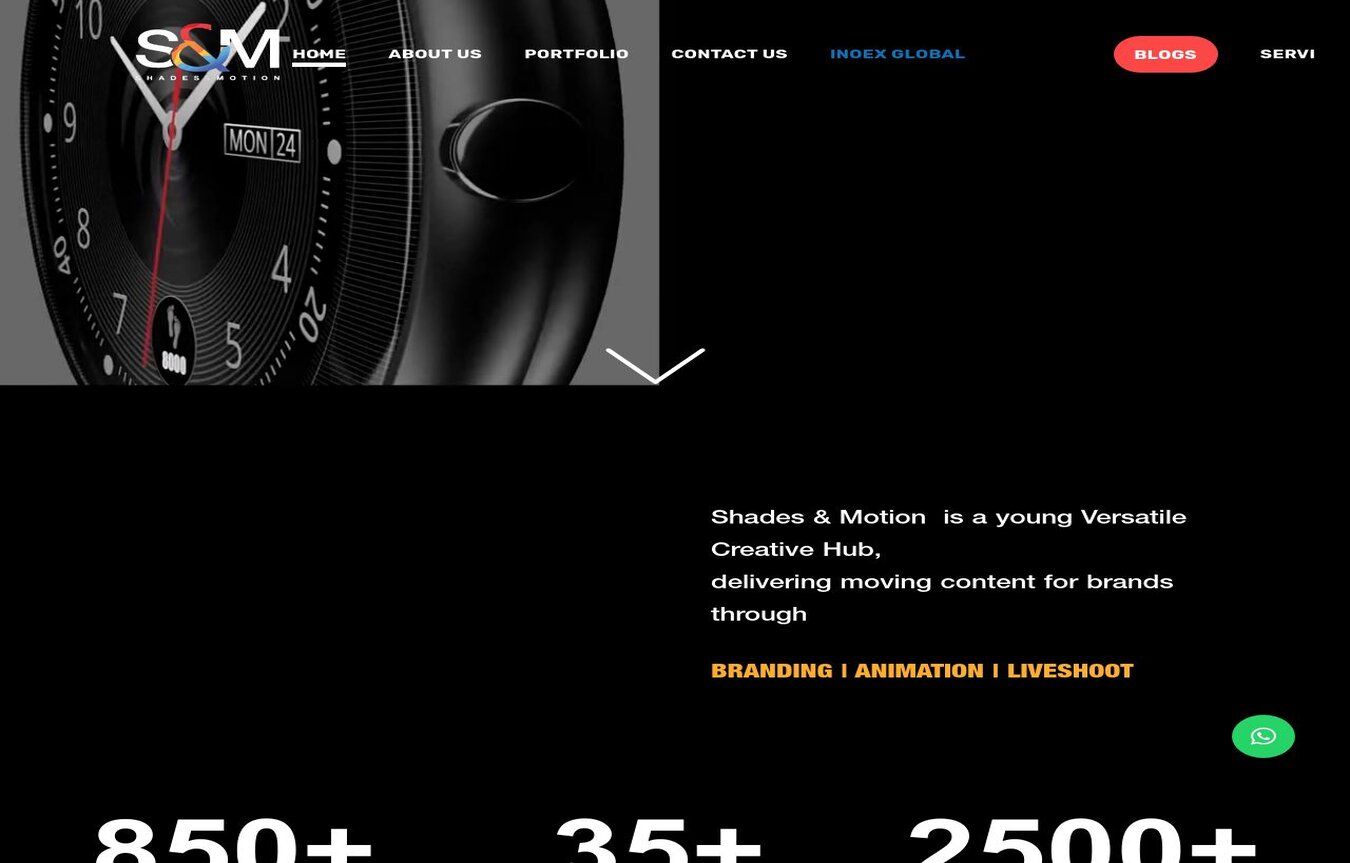 S&M
SHADES & MOTION
HOME
ABOUT US
PORTFOLIO
CONTACT US
INOEX GLOBAL
BLOGS
SERVI
10
2
9
MON 24
8
40
4
7
20
5
8000
Shades & Motion  is a young Versatile
Creative Hub,
delivering moving content for brands
through
BRANDING | ANIMATION | LIVESHOOT
850+
35+
2500+